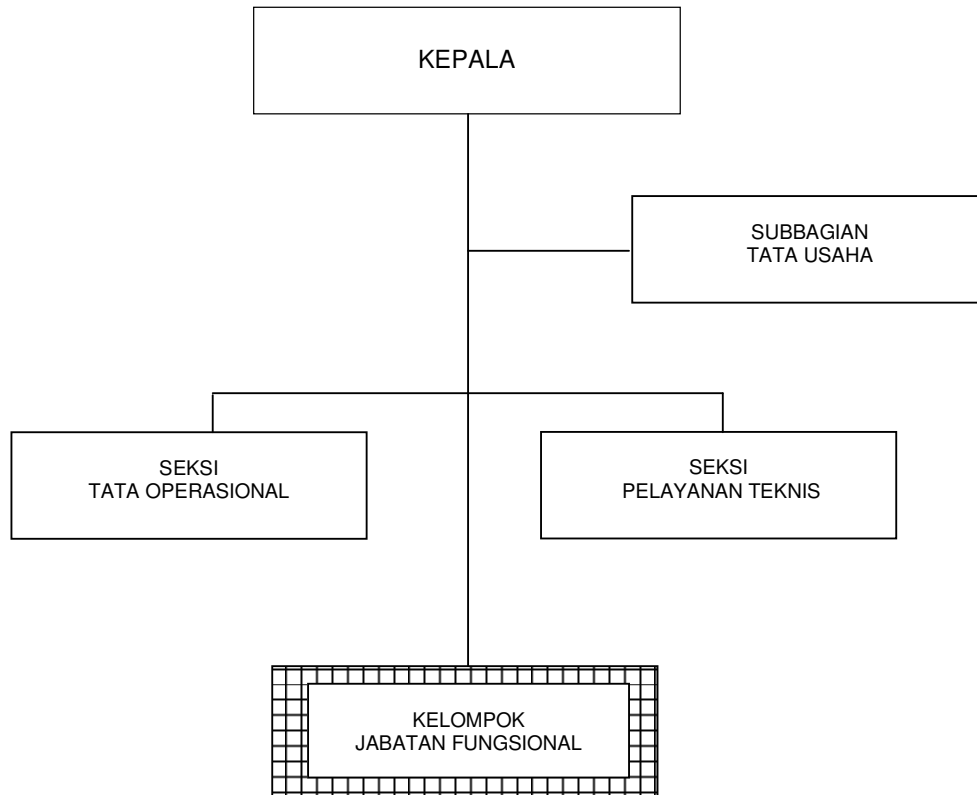 KEPALA
SUBBAGIAN
TATA USAHA
SEKSI
TATA OPERASIONAL
SEKSI
PELAYANAN TEKNIS
KELOMPOK
JABATAN FUNGSIONAL